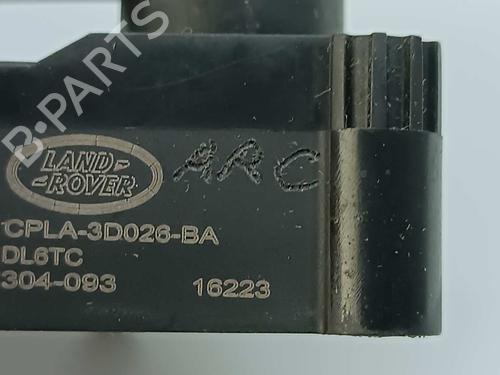 B-PARTS
LAND-
-ROVER
ARC
CPLA-3D026-BA
DL6TC
304-093 16223